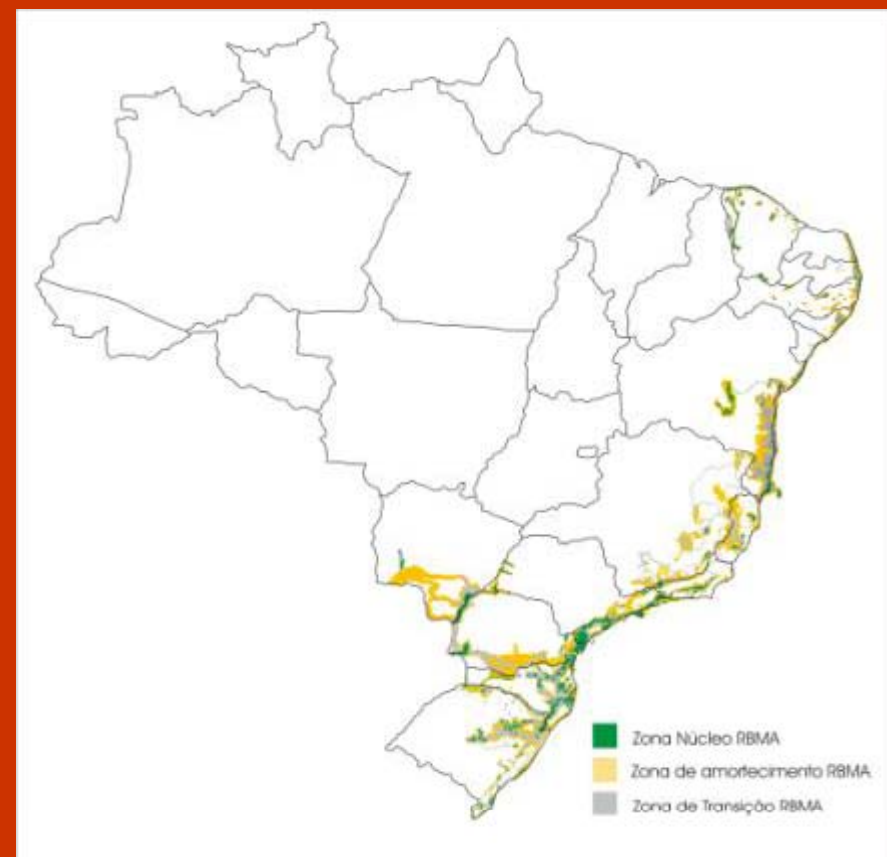 Zona Núcleo RBMA
Zona de amortecimento RBMA
Zona de Transição RBMA